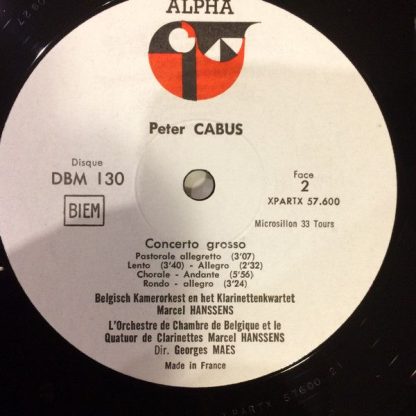 ALPHA
Peter CABUS
Disque
DBM 130
BIEM
Face
2
XPARTX 57.600
Microsillon 33 Tours
Concerto grosso
Pastorale allegretto (3'07)
Lento (3'40) - Allegro (2'32)
Chorale - Andante (5'56)
Rondo - allegro (3'24)
Belgisch Kamerorkest en het Klarinettenkwartet
Marcel HANSSENS
L'Orchestre de Chambre de Belgique et le
Quatuor de Clarinettes Marcel HANSSENS
Dir. Georges MAES
Made in France
XPARTX 57600 2